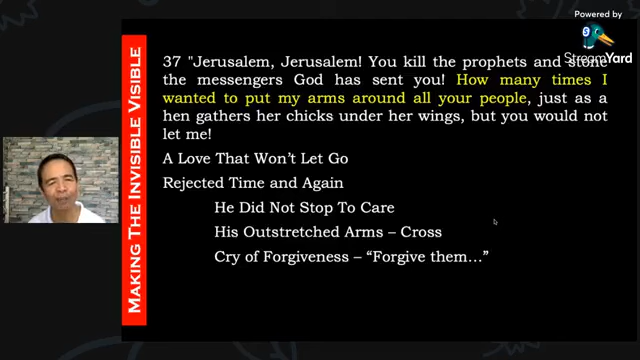 Powered by
StreamYard
MAKING THE INVISIBLE VISIBLE
37 "Jerusalem, Jerusalem! You kill the prophets and stone
the messengers God has sent you! How many times I
wanted to put my arms around all your people, just as a
hen gathers her chicks under her wings, but you would not
let me!
A Love That Won't Let Go
Rejected Time and Again
He Did Not Stop To Care
His Outstretched Arms – Cross
Cry of Forgiveness – “Forgive them…”